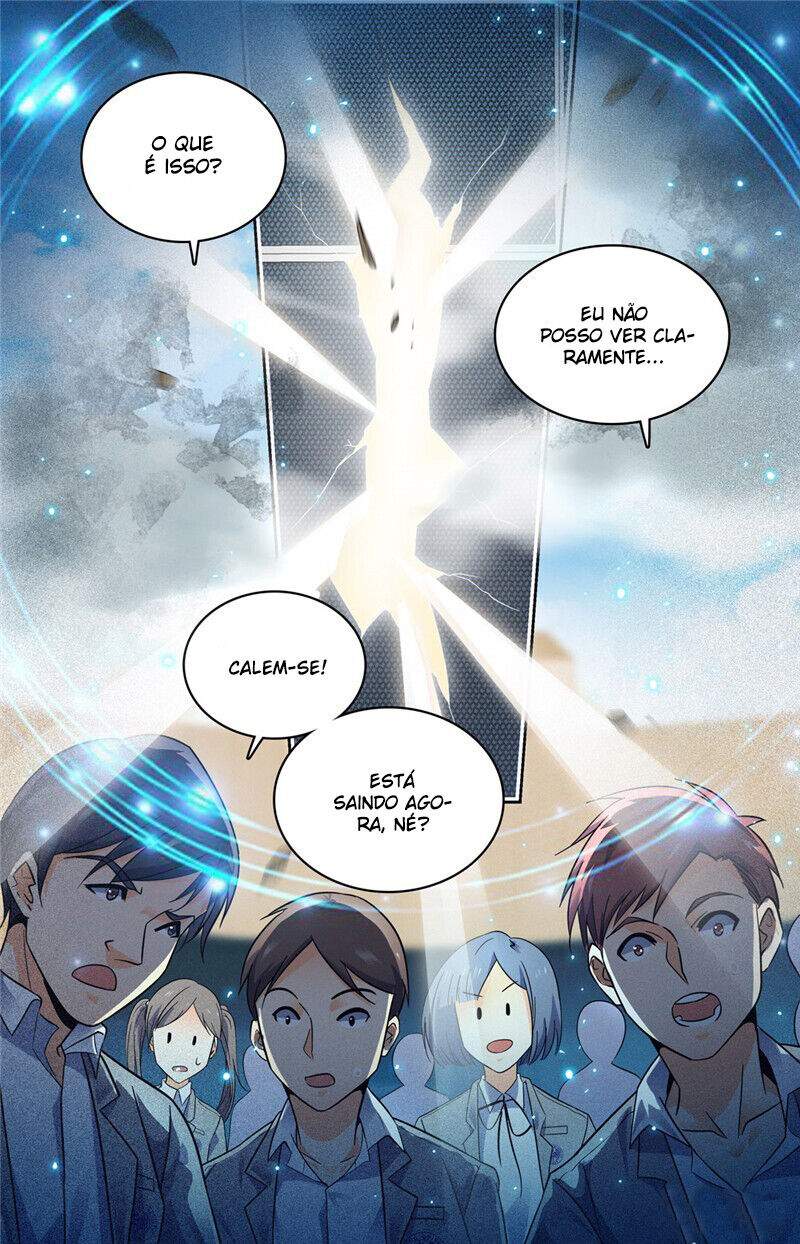 O QUE
É ISSO?
EU NÃO
POSSO VER CLA-
RAMENTE...
CALEM-SE!
ESTÁ
SAINDO AGO-
RA, NÉ?